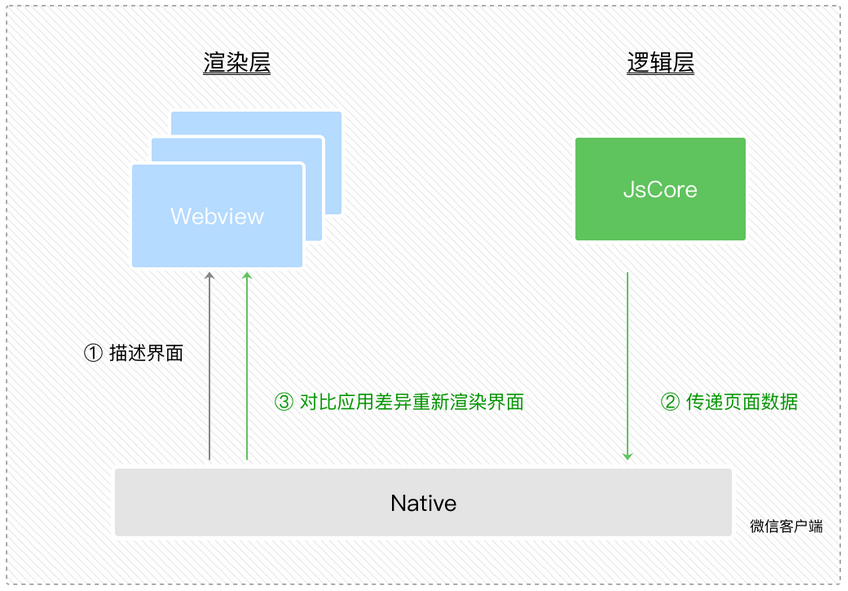 渲染层
逻辑层
Webview
JsCore
① 描述界面
③ 对比应用差异重新渲染界面
② 传递页面数据
Native
微信客户端